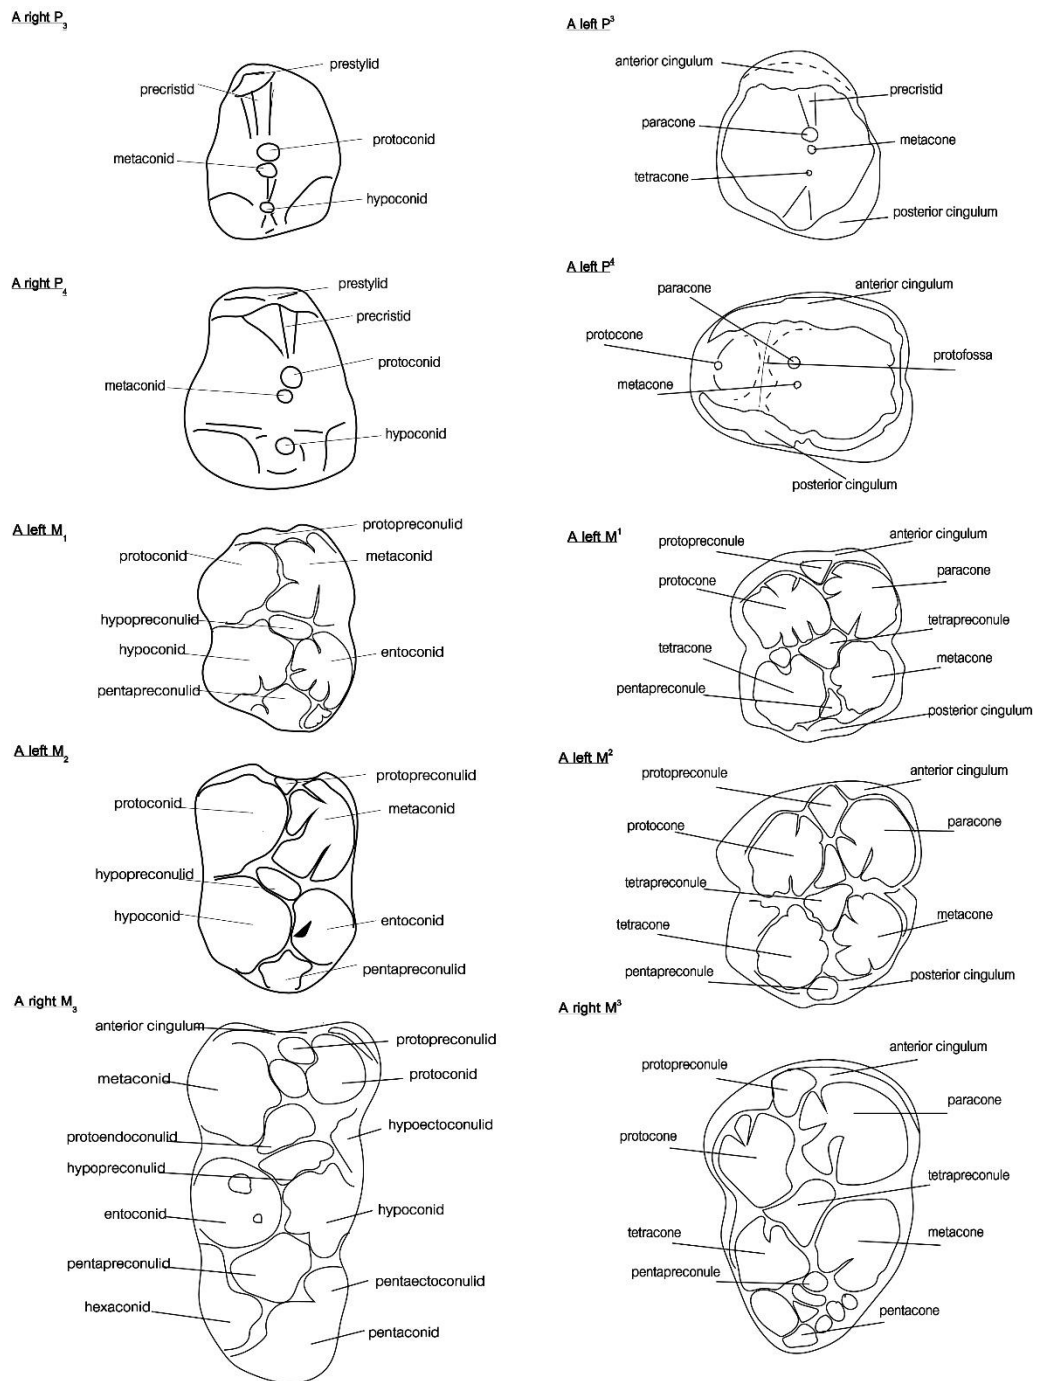 A right P3
prestylid
precristid
protoconid
metaconid
hypoconid
A left P3
anterior cingulum
precristid
paracone
metacone
tetracone
posterior cingulum
A right P4
prestylid
precristid
protoconid
metaconid
hypoconid
A left P4
paracone
anterior cingulum
protocone
protofossa
metacone
posterior cingulum
A left M1
protopreconulid
protoconid
metaconid
hypopreconulid
hypoconid
entoconid
pentapreconulid
A left M1
protopreconule
anterior cingulum
protocone
paracone
tetrapreconule
tetracone
metacone
pentapreconule
posterior cingulum
A left M2
protopreconulid
protoconid
metaconid
hypopreconulid
hypoconid
entoconid
pentapreconulid
A left M2
protopreconule
anterior cingulum
protocone
paracone
tetrapreconule
tetracone
metacone
pentapreconule
posterior cingulum
A right M3
anterior cingulum
protopreconulid
metaconid
protoconid
protoendoconulid
hypoectoconulid
hypopreconulid
entoconid
hypoconid
pentapreconulid
pentaectoconulid
hexaconid
pentaconid
A right M3
protopreconule
anterior cingulum
paracone
protocone
tetrapreconule
tetracone
metacone
pentapreconule
pentacone